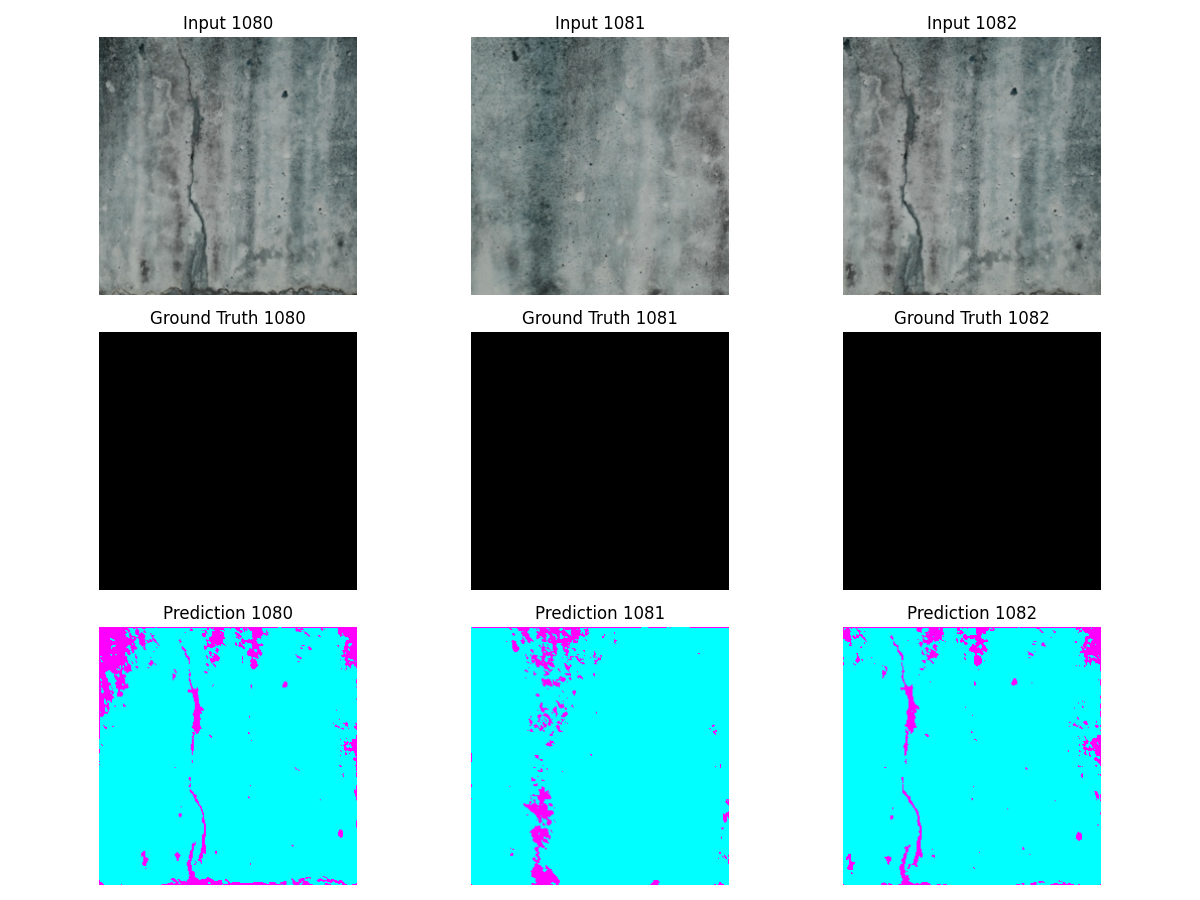 Input 1080
Input 1081
Input 1082
Ground Truth 1080
Ground Truth 1081
Ground Truth 1082
Prediction 1080
Prediction 1081
Prediction 1082